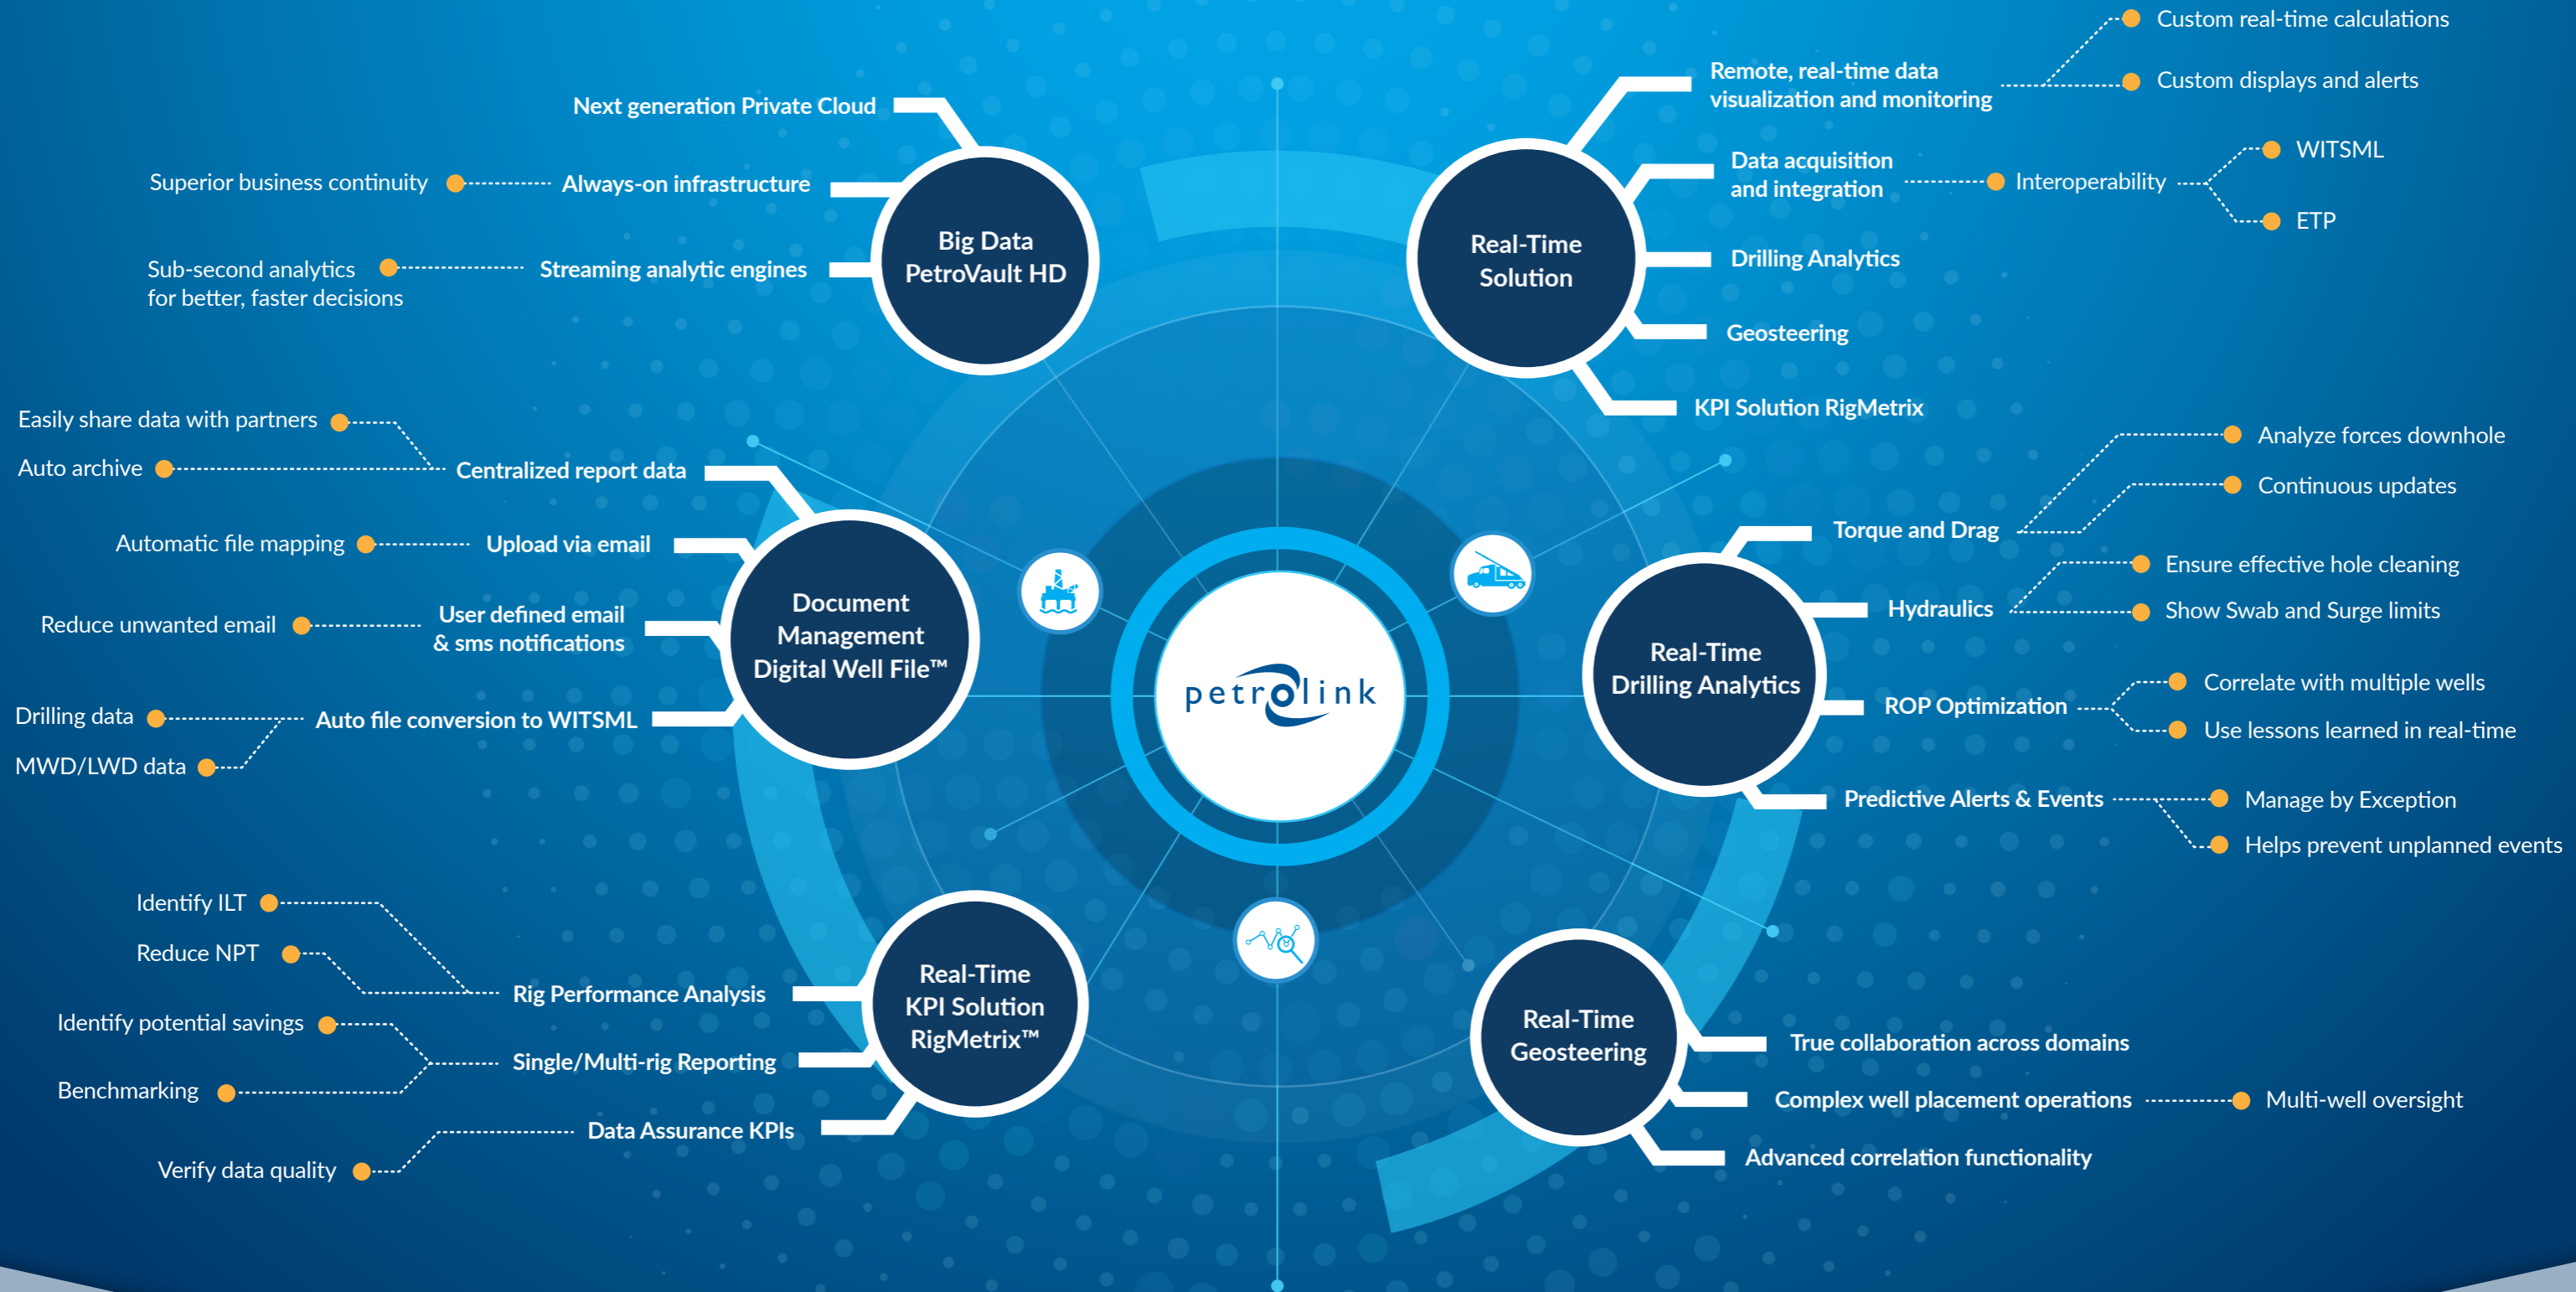 Next generation Private Cloud
Superior business continuity
Always-on infrastructure
Sub-second analytics
for better, faster decisions
Streaming analytic engines
Big Data
PetroVault HD
Easily share data with partners
Auto archive
Centralized report data
Automatic file mapping
Upload via email
Reduce unwanted email
User defined email
& sms notifications
Drilling data
MWD/LWD data
Auto file conversion to WITSML
Document
Management
Digital Well File™
Identify ILT
Reduce NPT
Rig Performance Analysis
Identify potential savings
Benchmarking
Single/Multi-rig Reporting
Verify data quality
Data Assurance KPIs
Real-Time
KPI Solution
RigMetrix™
petrolink
Real-Time
Solution
Remote, real-time data
visualization and monitoring
Custom real-time calculations
Custom displays and alerts
Data acquisition
and integration
Interoperability
WITSML
ETP
Drilling Analytics
Geosteering
KPI Solution RigMetrix
Real-Time
Drilling Analytics
Torque and Drag
Analyze forces downhole
Continuous updates
Hydraulics
Ensure effective hole cleaning
Show Swab and Surge limits
ROP Optimization
Correlate with multiple wells
Use lessons learned in real-time
Predictive Alerts & Events
Manage by Exception
Helps prevent unplanned events
Real-Time
Geosteering
True collaboration across domains
Complex well placement operations
Multi-well oversight
Advanced correlation functionality